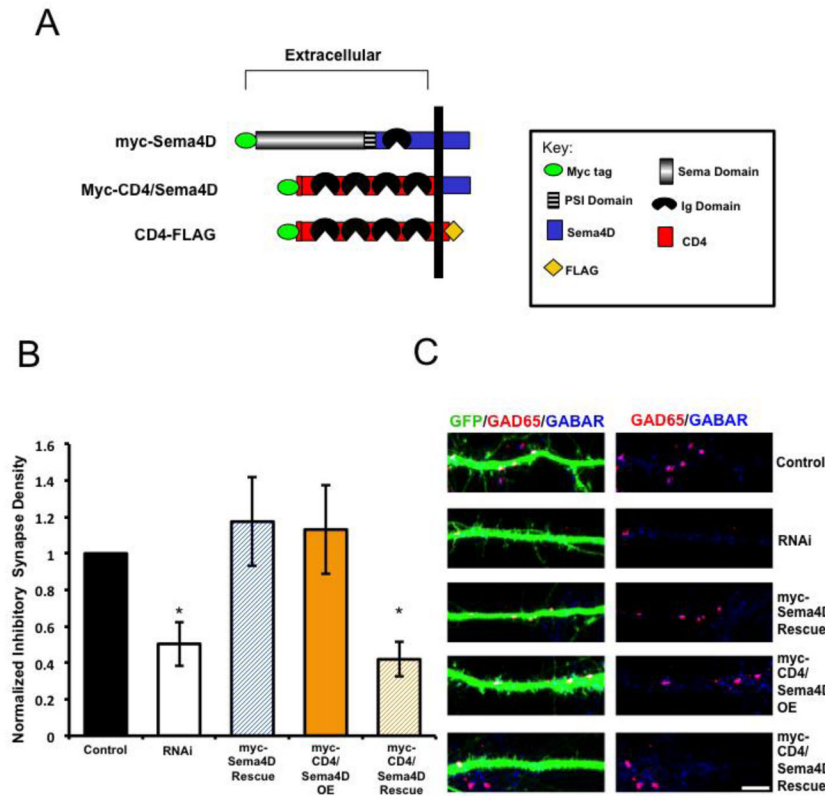 A
Extracellular
myc-Sema4D
Myc-CD4/Sema4D
CD4-FLAG
Key:
Myc tag
Sema Domain
PSI Domain
Ig Domain
Sema4D
CD4
FLAG
B
Normalized Inhibitory Synapse Density
1.6
1.4
1.2
1
0.8
0.6
0.4
0.2
0
*
*
Control
RNAi
myc-
Sema4D
Rescue
myc-
CD4/
Sema4D
OE
myc-
CD4/
Sema4D
Rescue
C
GFP/GAD65/GABAR
GAD65/GABAR
Control
RNAi
myc-
Sema4D
Rescue
myc-
CD4/
Sema4D
OE
myc-
CD4/
Sema4D
Rescue